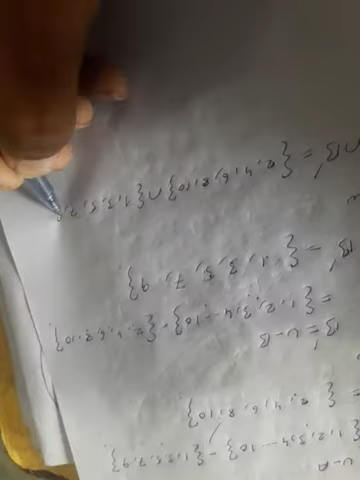 U-A
{1,2,3,4----10} - {1,3,5,7,9}
= {2,4,6,8,10}
B' = U-B
= {1,2,3,4---10} - {2,4,6,8,10}
B' = {1, 3, 5, 7, 9}
UB' = {2,4,6,8,10} U {1,3,5,7,